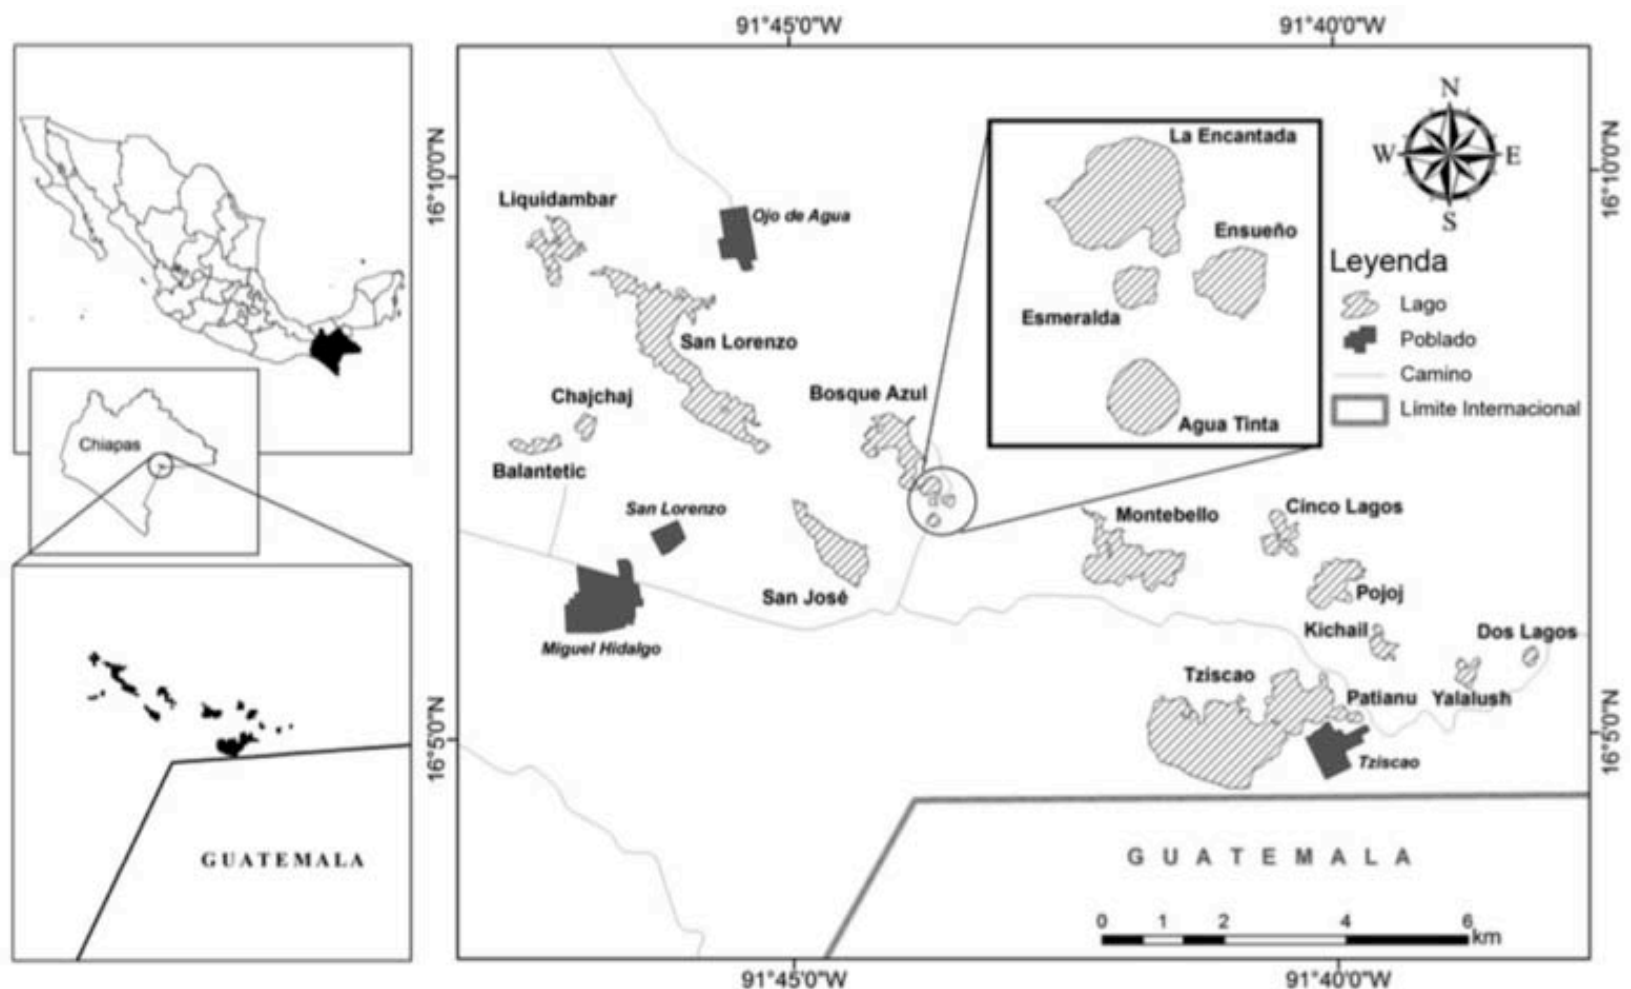 91°45'0"W
91°40'0"W
16°10'0"N
16°10'0"N
N
W
E
S
La Encantada
Ensueño
Esmeralda
Agua Tinta
Leyenda
Lago
Poblado
Camino
Límite Internacional
Liquidambar
Ojo de Agua
San Lorenzo
Chajchaj
Bosque Azul
Balantetic
San Lorenzo
Cinco Lagos
Montebello
San José
Pojoj
Miguel Hidalgo
Kichail
Dos Lagos
Tziscao
Patianu
Yalalush
Tziscao
16°5'0"N
16°5'0"N
Chiapas
GUATEMALA
GUATEMALA
0 1 2 4 6
km
91°45'0"W
91°40'0"W